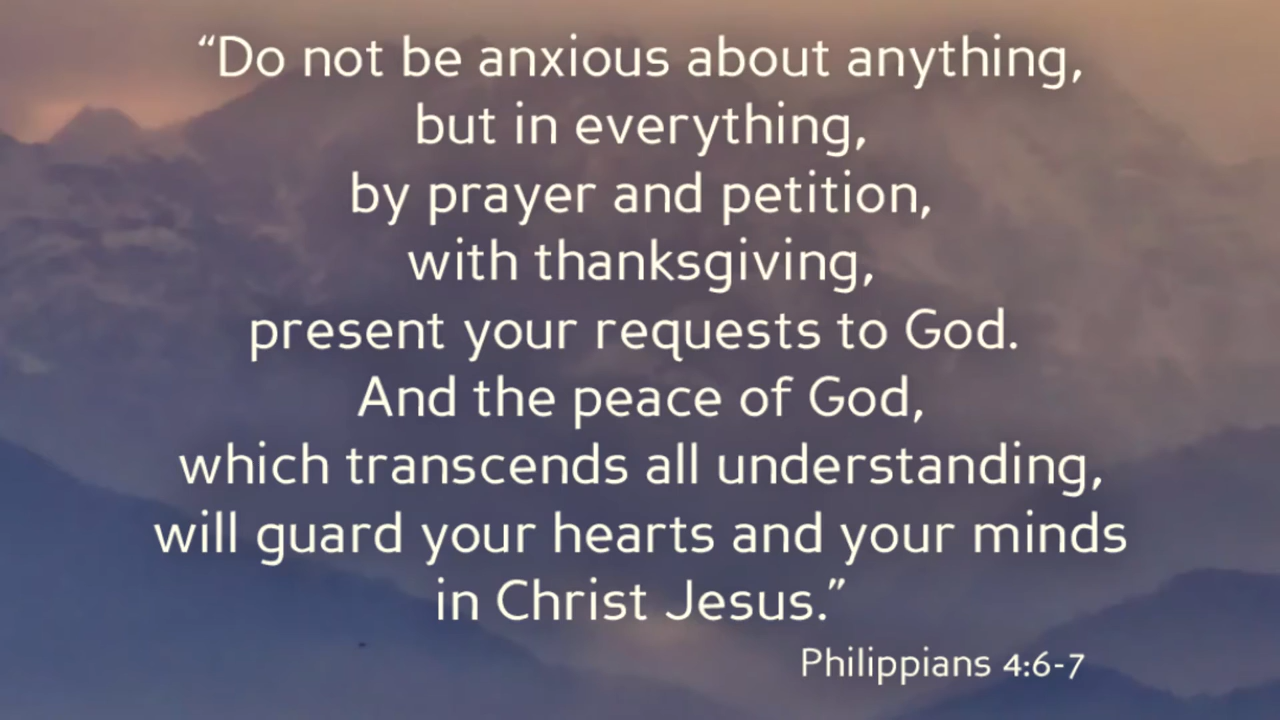 “Do not be anxious about anything,
but in everything,
by prayer and petition,
with thanksgiving,
present your requests to God.
And the peace of God,
which transcends all understanding,
will guard your hearts and your minds
in Christ Jesus.”
Philippians 4:6-7